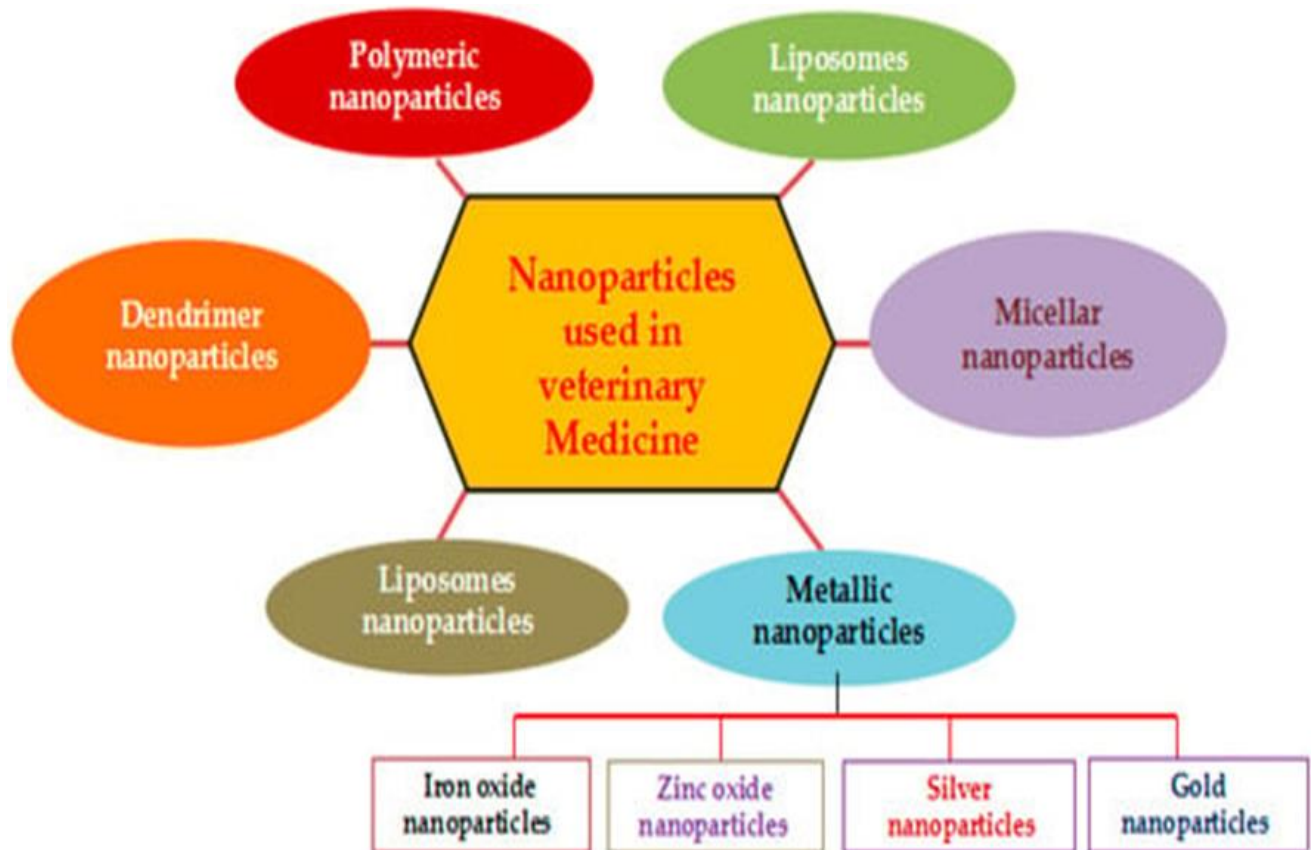 Polymeric
nanoparticles
Liposomes
nanoparticles
Dendrimer
nanoparticles
Nanoparticles
used in
veterinary
Medicine
Micellar
nanoparticles
Liposomes
nanoparticles
Metallic
nanoparticles
Iron oxide
nanoparticles
Zinc oxide
nanoparticles
Silver
nanoparticles
Gold
nanoparticles